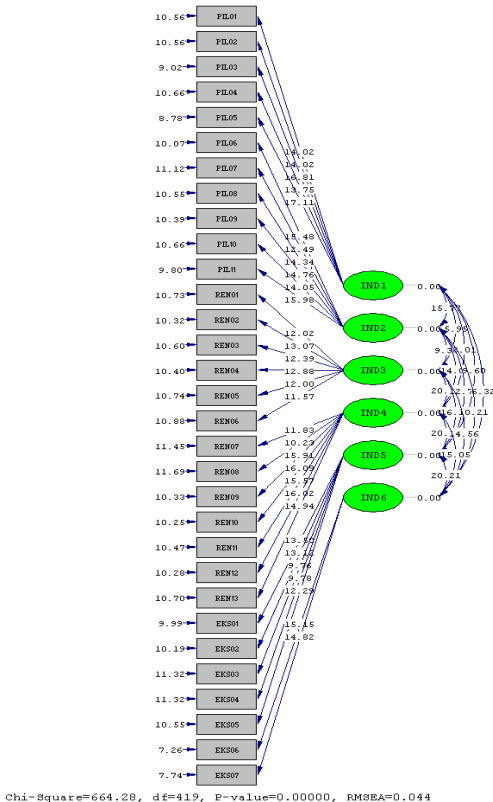 10.56 PIL01
10.56 PIL02
9.02 PIL03
10.66 PIL04
8.78 PIL05
10.07 PIL06
11.12 PIL07
10.55 PIL08
10.39 PIL09
10.66 PIL10
9.80 PIL11
10.73 REN01
10.32 REN02
10.60 REN03
10.40 REN04
10.74 REN05
10.88 REN06
11.45 REN07
11.69 REN08
10.33 REN09
10.25 REN10
10.47 REN11
10.28 REN12
10.70 REN13
9.99 EKS01
10.19 EKS02
11.32 EKS03
11.32 EKS04
10.55 EKS05
7.26 EKS06
7.74 EKS07
14.02
14.02
16.81
13.75
17.11
15.48
12.49
14.34
14.76
14.05
15.98
12.02
13.07
12.39
12.88
12.00
11.57
11.83
10.23
15.91
16.09
15.57
16.02
14.94
13.50
13.12
9.76
9.78
12.29
15.15
14.82
IND1 0.00
IND2 0.00
IND3 0.00
IND4 0.00
IND5 0.00
IND6 0.00
20.21
Chi-Square=664.28, df=419, P-value=0.00000, RMSEA=0.044